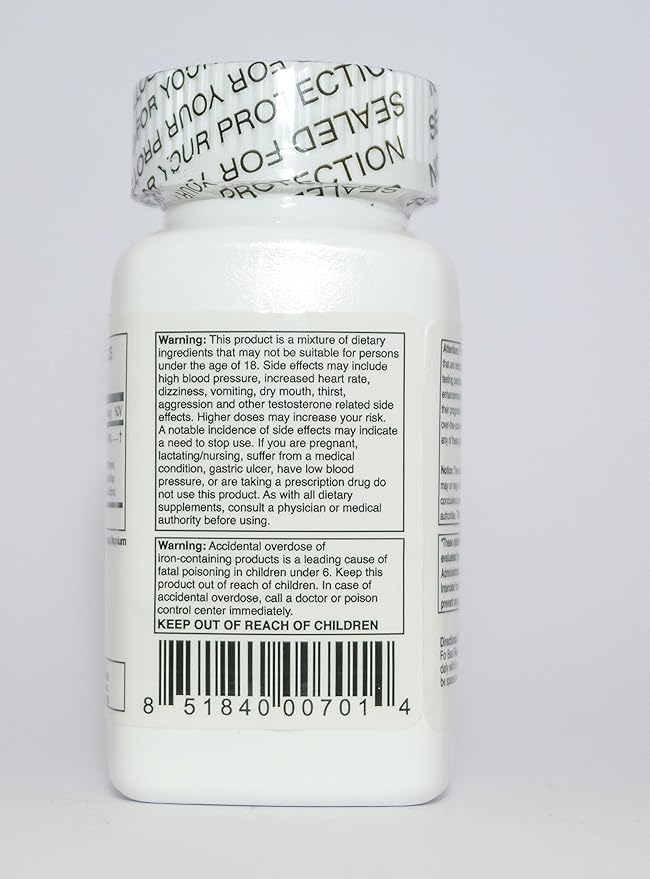 FOR YOUR PROTECTION
SEALED FOR
PROTECTION
SEALED
Warning: This product is a mixture of dietary
ingredients that may not be suitable for persons
under the age of 18. Side effects may include
high blood pressure, increased heart rate,
dizziness, vomiting, dry mouth, thirst,
aggression and other testosterone related side
effects. Higher doses may increase your risk.
A notable incidence of side effects may indicate
a need to stop use. If you are pregnant,
lactating/nursing, suffer from a medical
condition, gastric ulcer, have low blood
pressure, or are taking a prescription drug do
not use this product. As with all dietary
supplements, consult a physician or medical
authority before using.
Warning: Accidental overdose of
iron-containing products is a leading cause of
fatal poisoning in children under 6. Keep this
product out of reach of children. In case of
accidental overdose, call a doctor or poison
control center immediately.
KEEP OUT OF REACH OF CHILDREN
8 51840 00701 4